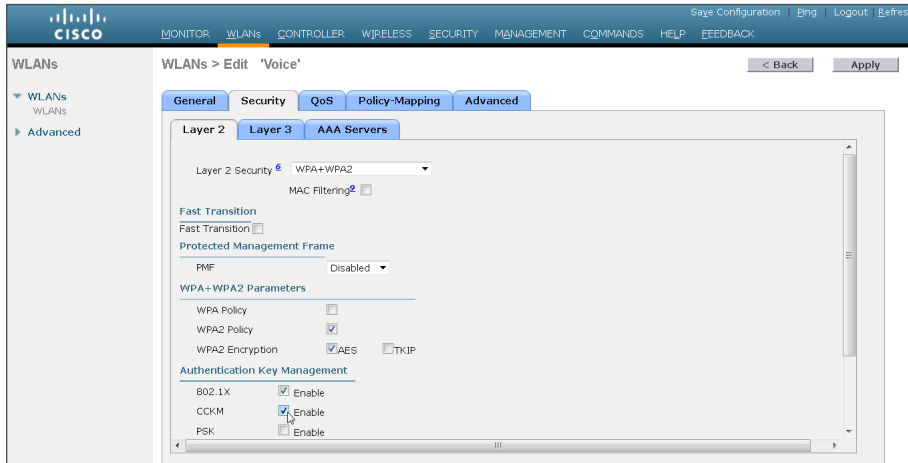 Save Configuration | Ping | Logout | Refres
CISCO
MONITOR WLANs CONTROLLER WIRELESS SECURITY MANAGEMENT COMMANDS HELP FEEDBACK
WLANs
WLANs > Edit 'Voice'
< Back
Apply
WLANs
WLANs
Advanced
General Security QoS Policy-Mapping Advanced
Layer 2 Layer 3 AAA Servers
Layer 2 Security 6 WPA+WPA2
MAC Filtering 9
Fast Transition
Fast Transition
Protected Management Frame
PMF Disabled
WPA+WPA2 Parameters
WPA Policy
WPA2 Policy
WPA2 Encryption AES TKIP
Authentication Key Management
802.1X Enable
CCKM Enable
PSK Enable